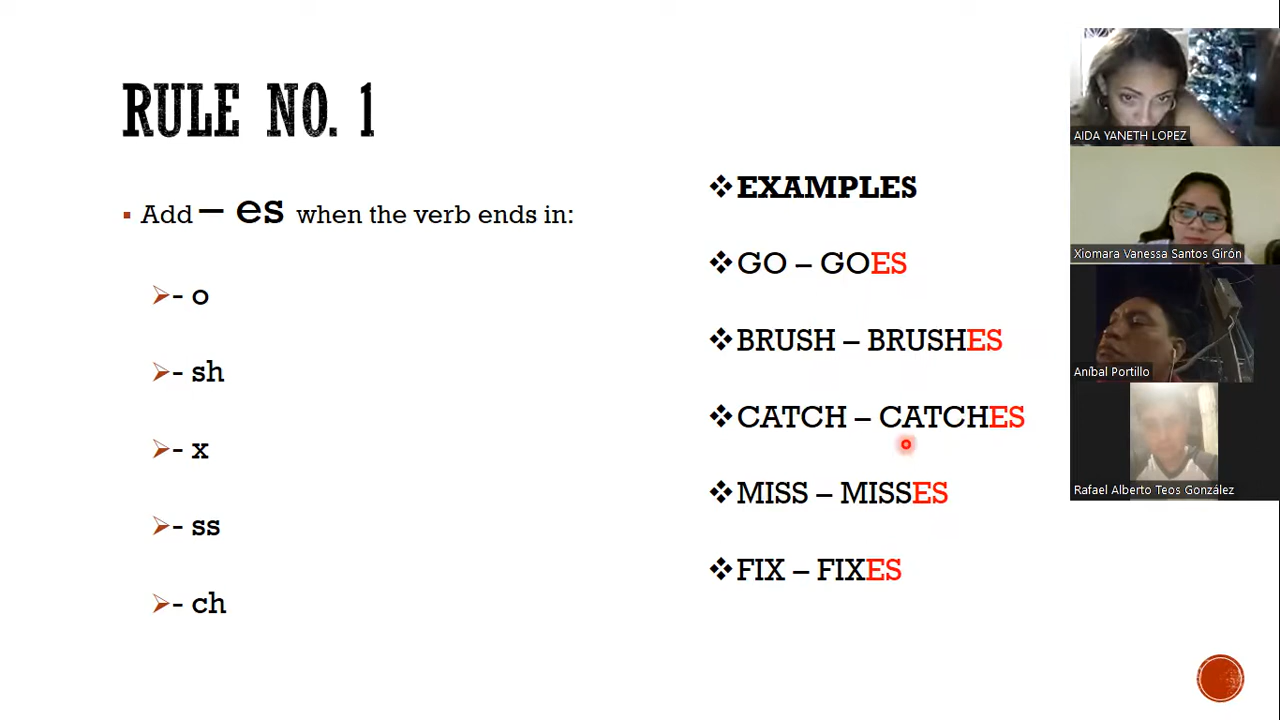 RULE NO. 1
▪ Add – es when the verb ends in:
➢ - o
➢ - sh
➢ - x
➢ - ss
➢ - ch
❖ EXAMPLES
❖ GO – GOES
❖ BRUSH – BRUSHES
❖ CATCH – CATCHES
❖ MISS – MISSES
❖ FIX – FIXES
AIDA YANETH LOPEZ
Xiomara Vanessa Santos Girón
Aníbal Portillo
Rafael Alberto Teos González